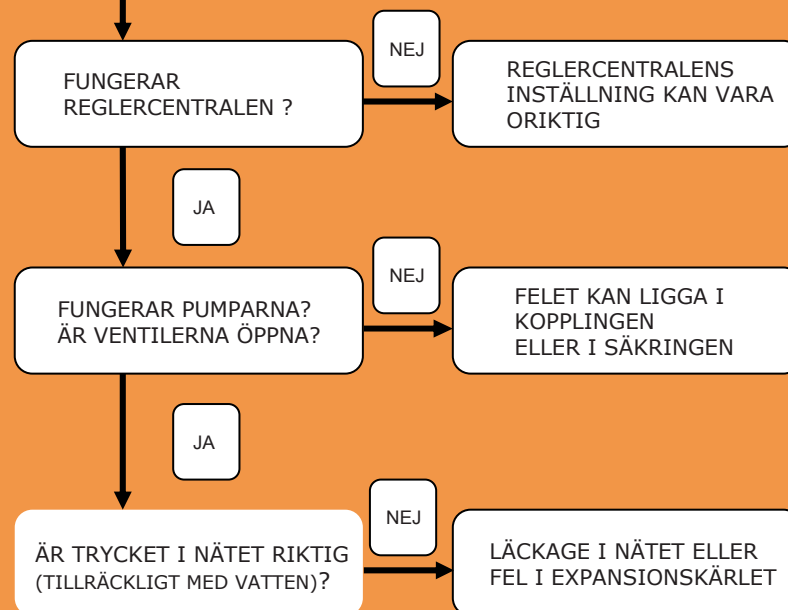 FUNGERAR
REGLERCENTRALEN ?
NEJ
REGLERCENTRALENS
INSTÄLLNING KAN VARA
ORIKTIG
JA
FUNGERAR PUMPARNA?
ÄR VENTILERNA ÖPPNA?
NEJ
FELET KAN LIGGA I
KOPPLINGEN
ELLER I SÄKRINGEN
JA
ÄR TRYCKET I NÄTET RIKTIG
(TILLRÄCKLIGT MED VATTEN)?
NEJ
LÄCKAGE I NÄTET ELLER
FEL I EXPANSIONSKÄRLET